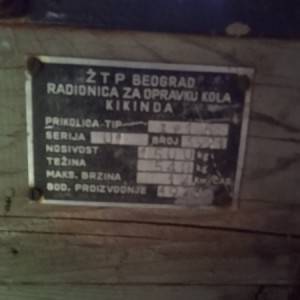 ŽTP BEOGRAD
RADIONICA ZA OPRAVKU KOLA
KIKINDA
PRIKOLICA-TIP
SERIJA BROJ
NOSIVOST kg
TEŽINA kg
MAKS. BRZINA KM/ČAS
GOD. PROIZVODNJE